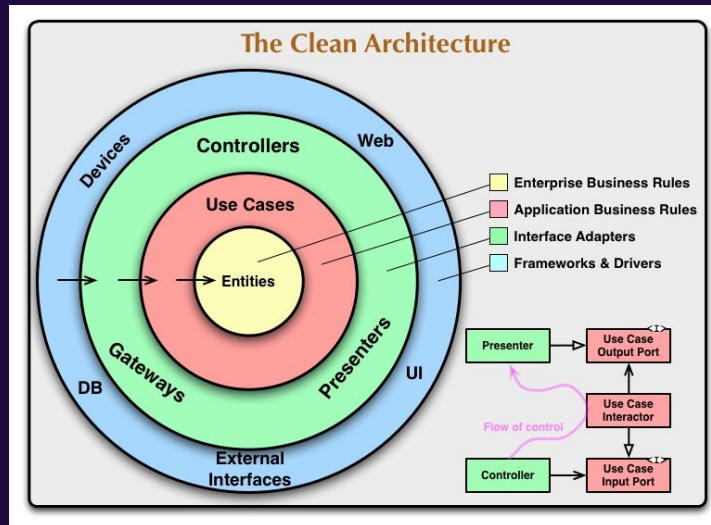 The Clean Architecture
Devices
Controllers
Web
Use Cases
Entities
Gateways
Presenters
DB
UI
External
Interfaces
Enterprise Business Rules
Application Business Rules
Interface Adapters
Frameworks & Drivers
Presenter
<I>
Use Case
Output Port
Use Case
Interactor
Flow of control
Controller
<I>
Use Case
Input Port